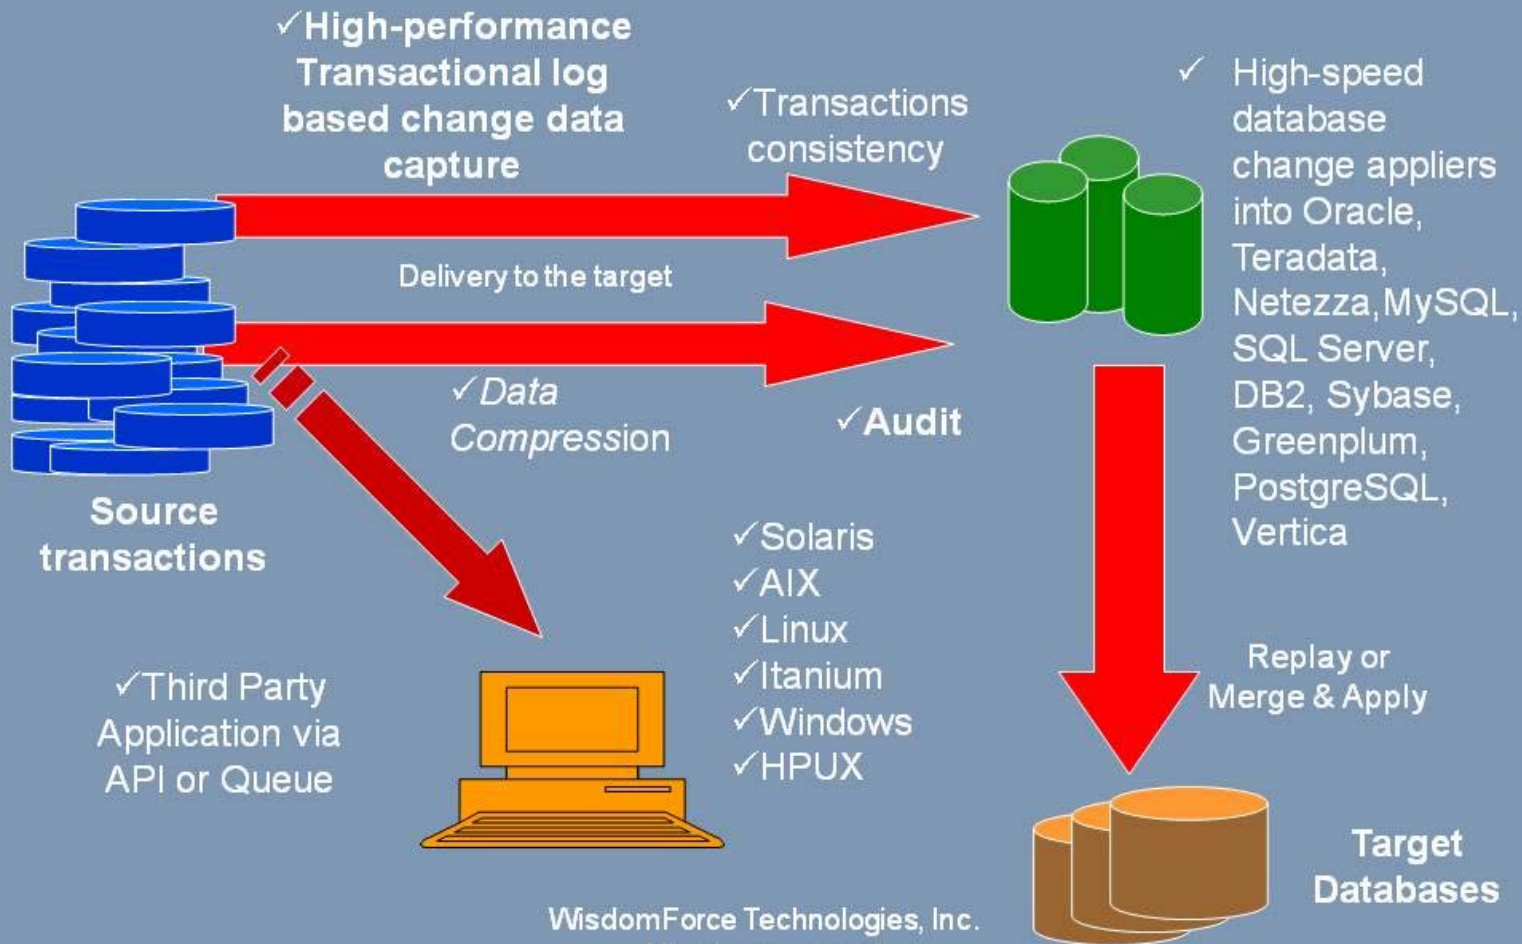 ✓High-performance
Transactional log
based change data
capture
✓Transactions
consistency
✓ High-speed
database
change appliers
into Oracle,
Teradata,
Netezza,MySQL,
SQL Server,
DB2, Sybase,
Greenplum,
PostgreSQL,
Vertica
Delivery to the target
✓Data
Compression
✓Audit
Source
transactions
✓Solaris
✓AIX
✓Linux
✓Itanium
✓Windows
✓HPUX
✓Third Party
Application via
API or Queue
Replay or
Merge & Apply
Target
Databases
WisdomForce Technologies, Inc.